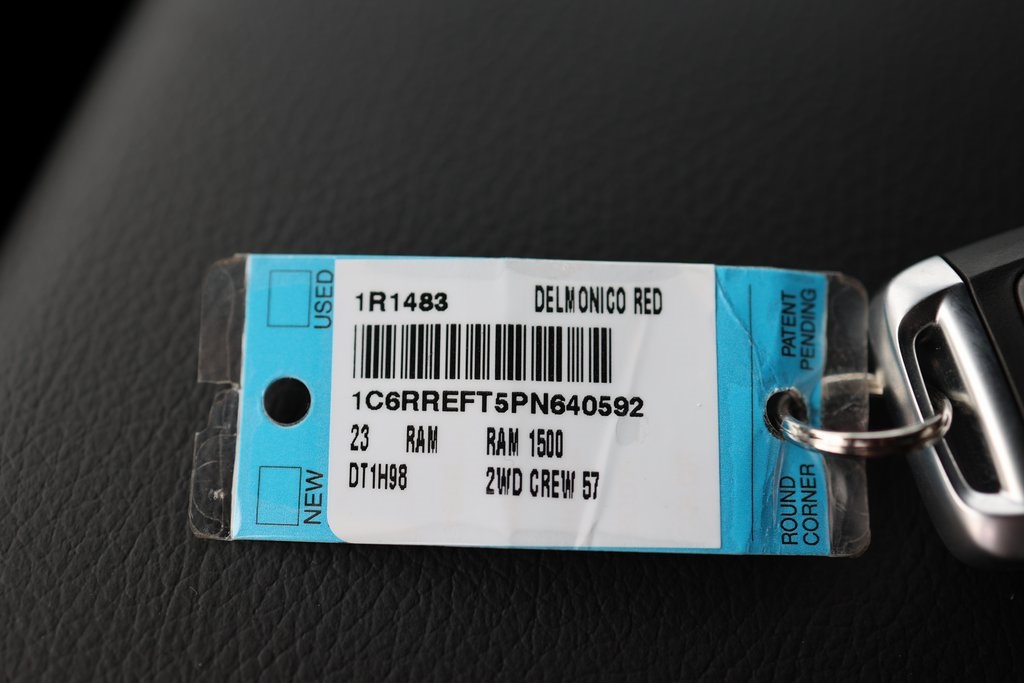 USED
NEW
1R1483 DELMONICO RED
1C6RREFT5PN640592
23 RAM RAM 1500
DT1H98 2WD CREW 57
PATENT
PENDING
ROUND
CORNER